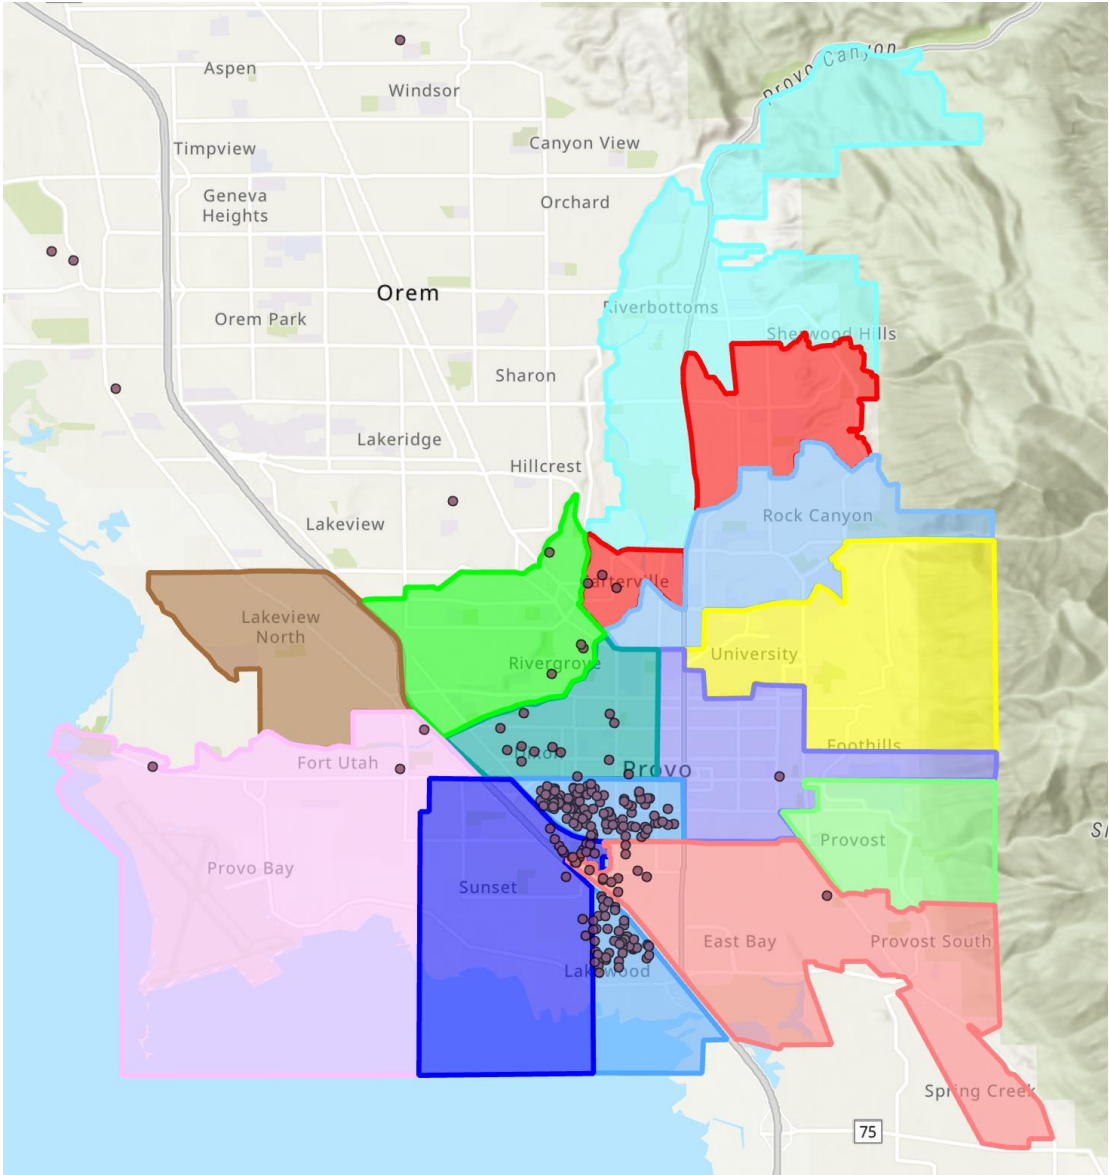 Provo Canyon
Aspen
Windsor
Timpview
Canyon View
Geneva
Heights
Orchard
Orem
Riverbottoms
Orem Park
Sherwood Hills
Sharon
Lakeridge
Hillcrest
Lakeview
Rock Canyon
Carterville
Lakeview
North
University
Rivergrove
Foothills
Dixon
Fort Utah
Provo
Provost
Provo Bay
Sunset
East Bay
Provost South
Lakewood
Spring Creek
75